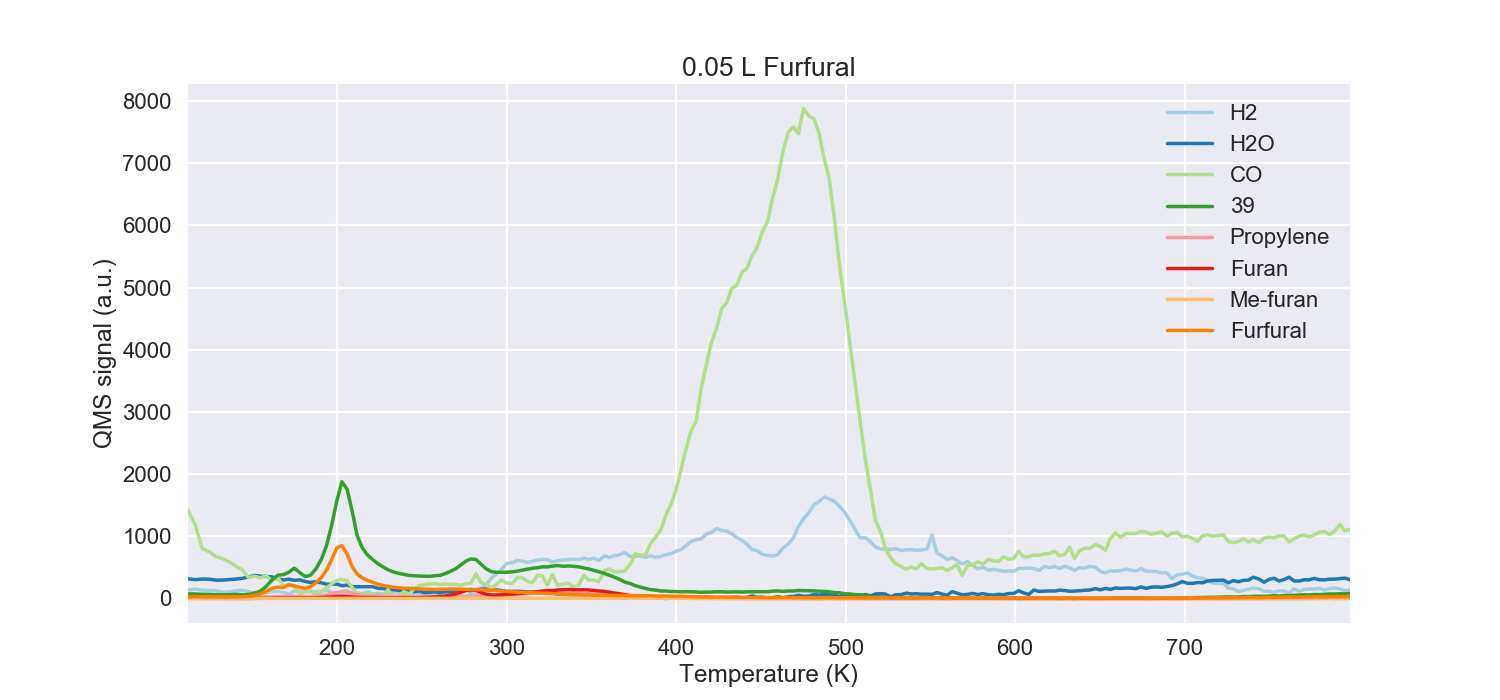 0.05 L Furfural
8000
7000
6000
5000
4000
3000
2000
1000
0
QMS signal (a.u.)
H2
H2O
CO
39
Propylene
Furan
Me-furan
Furfural
200 300 400 500 600 700
Temperature (K)